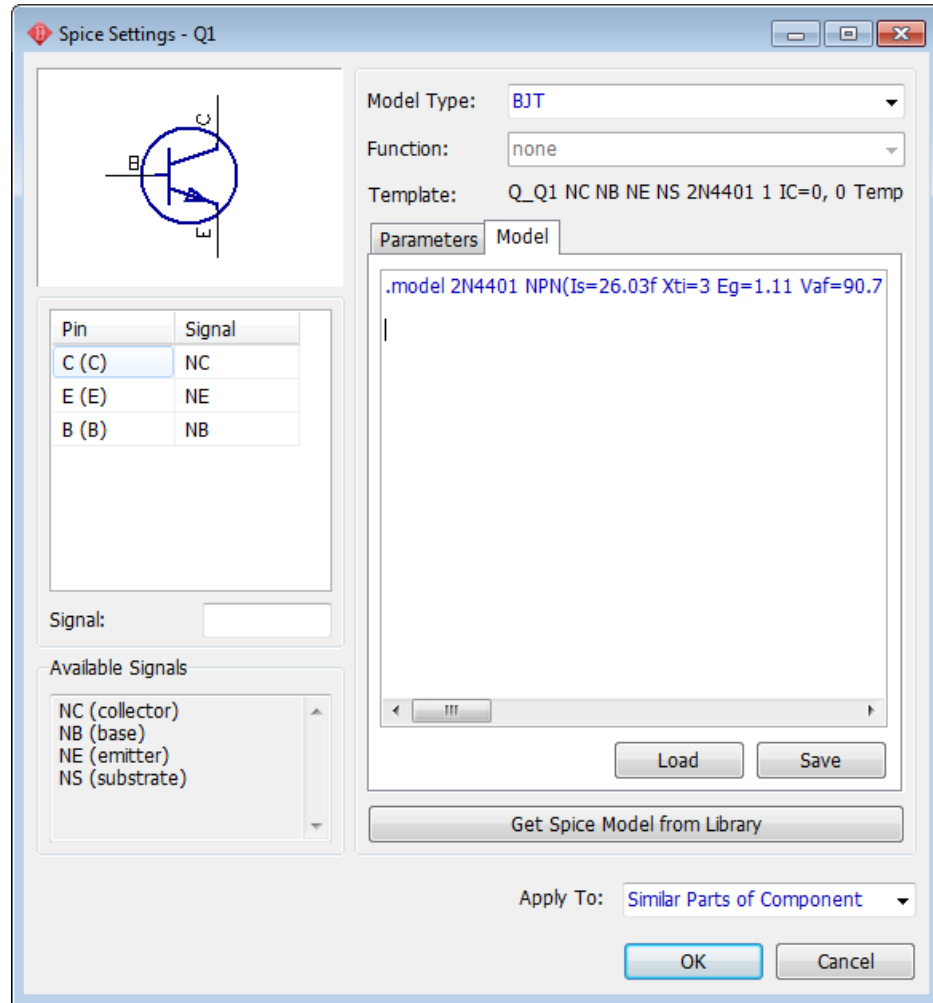 Spice Settings - Q1
C
B
E
Model Type: BJT
Function: none
Template: Q_Q1 NC NB NE NS 2N4401 1 IC=0, 0 Temp
Parameters Model
.model 2N4401 NPN(Is=26.03f Xti=3 Eg=1.11 Vaf=90.7
Pin Signal
C (C) NC
E (E) NE
B (B) NB
Signal:
Available Signals
NC (collector)
NB (base)
NE (emitter)
NS (substrate)
Load Save
Get Spice Model from Library
Apply To: Similar Parts of Component
OK Cancel